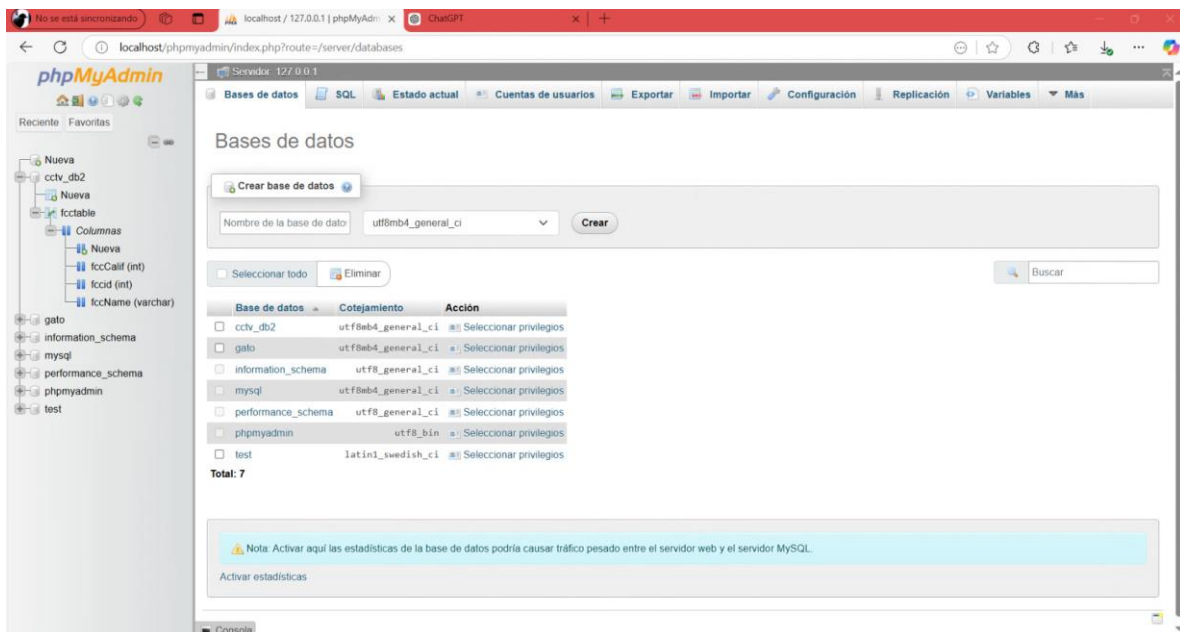 No se está sincronizando
localhost / 127.0.0.1 | phpMyAdm
ChatGPT
localhost/phpmyadmin/index.php?route=/server/databases
phpMyAdmin
Reciente Favoritas
Nueva
cctv_db2
Nueva
fcctable
Columnas
Nueva
fccCalif (int)
fccid (int)
fccName (varchar)
gato
information_schema
mysql
performance_schema
phpmyadmin
test
Servidor: 127.0.0.1
Bases de datos SQL Estado actual Cuentas de usuarios Exportar Importar Configuración Replicación Variables Más
Bases de datos
Crear base de datos
Nombre de la base de dato utf8mb4_general_ci Crear
Seleccionar todo Eliminar Buscar
Base de datos Cotejamiento Acción
cctv_db2 utf8mb4_general_ci Seleccionar privilegios
gato utf8mb4_general_ci Seleccionar privilegios
information_schema utf8_general_ci Seleccionar privilegios
mysql utf8mb4_general_ci Seleccionar privilegios
performance_schema utf8_general_ci Seleccionar privilegios
phpmyadmin utf8_bin Seleccionar privilegios
test latin1_swedish_ci Seleccionar privilegios
Total: 7
Nota: Activar aquí las estadísticas de la base de datos podría causar tráfico pesado entre el servidor web y el servidor MySQL.
Activar estadísticas
Consola